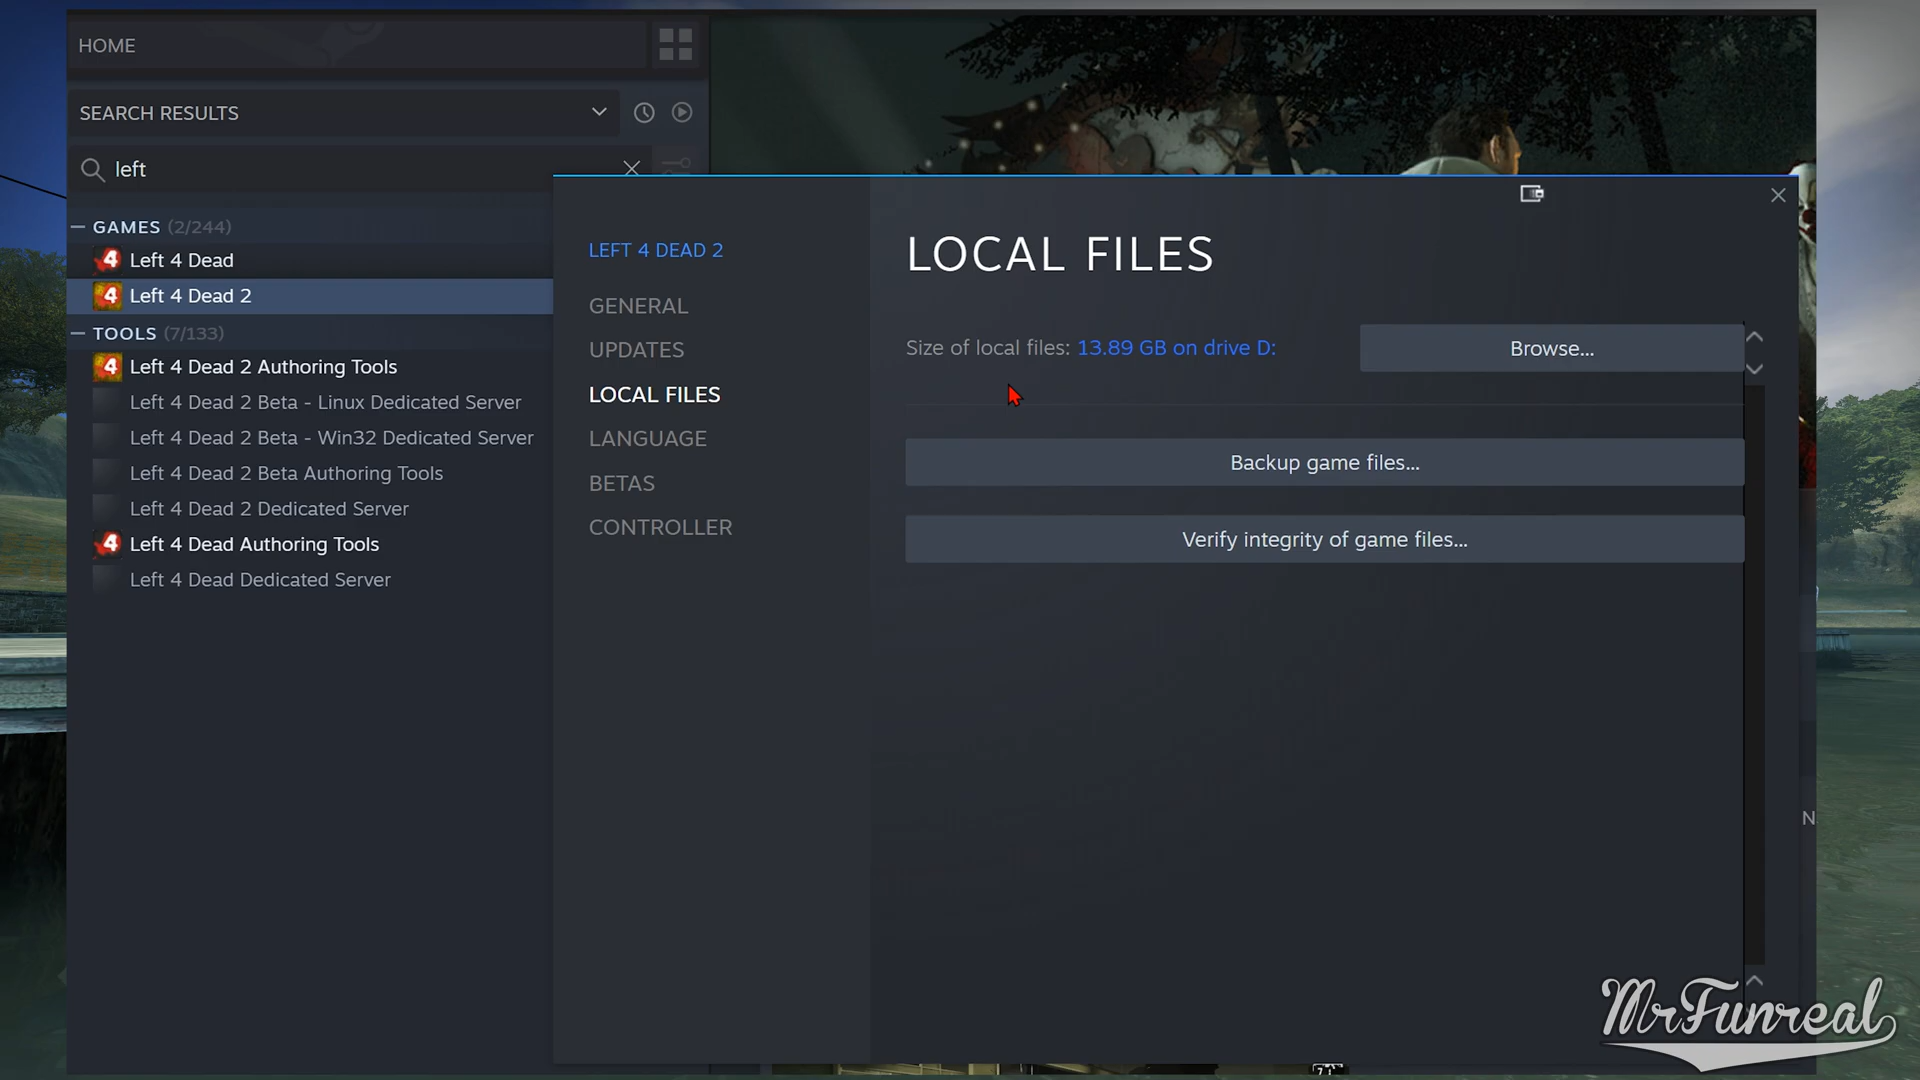 HOME
SEARCH RESULTS
left
GAMES (2/244)
Left 4 Dead
Left 4 Dead 2
TOOLS (7/133)
Left 4 Dead 2 Authoring Tools
Left 4 Dead 2 Beta - Linux Dedicated Server
Left 4 Dead 2 Beta - Win32 Dedicated Server
Left 4 Dead 2 Beta Authoring Tools
Left 4 Dead 2 Dedicated Server
Left 4 Dead Authoring Tools
Left 4 Dead Dedicated Server
LEFT 4 DEAD 2
GENERAL
UPDATES
LOCAL FILES
LANGUAGE
BETAS
CONTROLLER
LOCAL FILES
Size of local files: 13.89 GB on drive D:
Browse...
Backup game files...
Verify integrity of game files...
N
MrFunreal